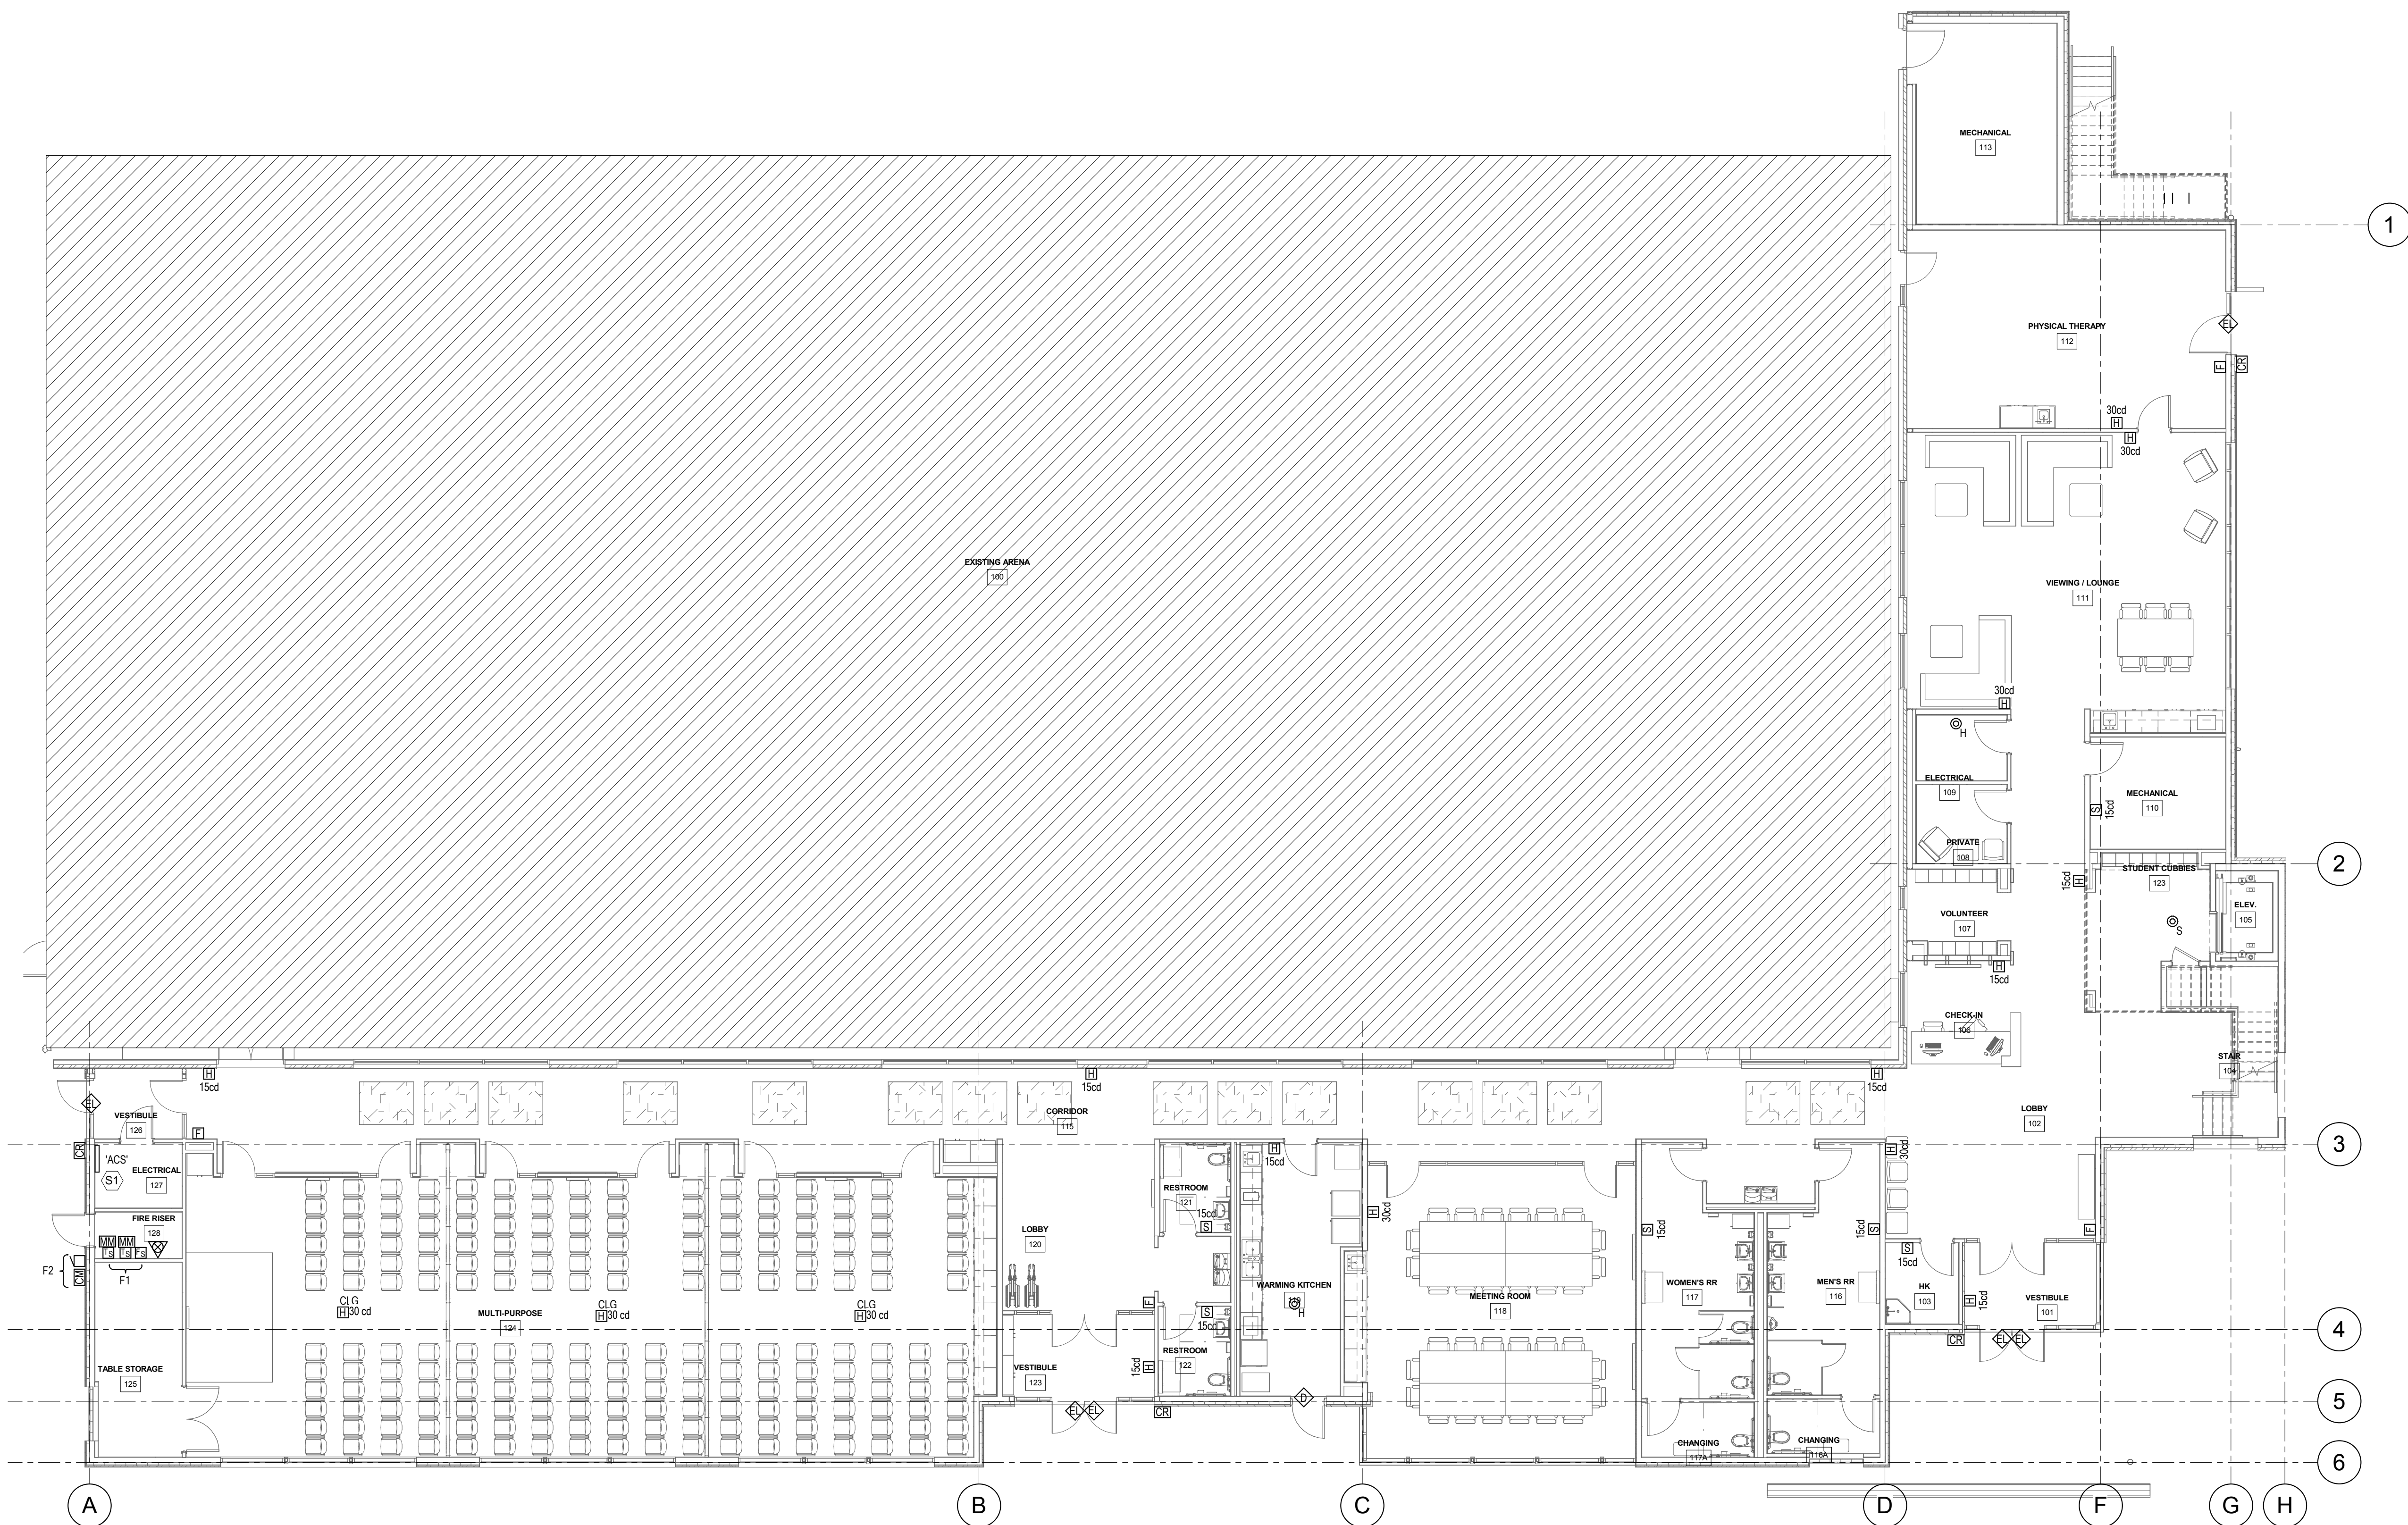 MECHANICAL
113
1
PHYSICAL THERAPY
112
EL
F
CR
30cd
H
H
30cd
EXISTING ARENA
100
VIEWING / LOUNGE
111
30cd
H
H
ELECTRICAL
109
MECHANICAL
110
S
15cd
PRIVATE
108
2
STUDENT CUBBIES
123
15cd
H
ELEV.
105
VOLUNTEER
107
S
H
15cd
CHECK-IN
106
STAIR
104
H
15cd
H
15cd
H
15cd
EL
VESTIBULE
126
CORRIDOR
115
LOBBY
102
F
CR
3
'ACS'
S1
ELECTRICAL
127
H
15cd
H
30cd
RESTROOM
121
15cd
S
FIRE RISER
128
MM
MM
TS
TS
FS
F1
F2
CM
LOBBY
120
H
30cd
S
15cd
15cd
S
F
S
15cd
WARMING KITCHEN
119
H
MEETING ROOM
118
WOMEN'S RR
117
MEN'S RR
116
HK
103
H
15cd
VESTIBULE
101
CLG
H 30 cd
MULTI-PURPOSE
124
CLG
H 30 cd
CLG
H 30 cd
F
S
15cd
4
CR
EL
EL
RESTROOM
122
15cd
H
VESTIBULE
123
TABLE STORAGE
125
D
5
EL
EL
CR
CHANGING
117A
CHANGING
116A
6
A
B
C
D
F
G
H